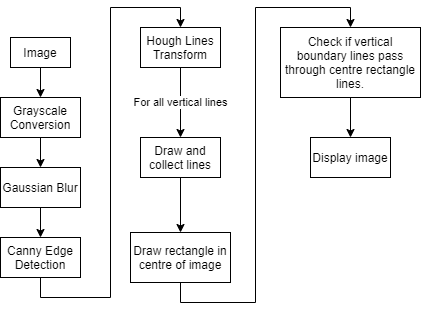 Image
Grayscale
Conversion
Gaussian Blur
Canny Edge
Detection
Hough Lines
Transform
For all vertical lines
Draw and
collect lines
Draw rectangle in
centre of image
Check if vertical
boundary lines pass
through centre rectangle
lines.
Display image